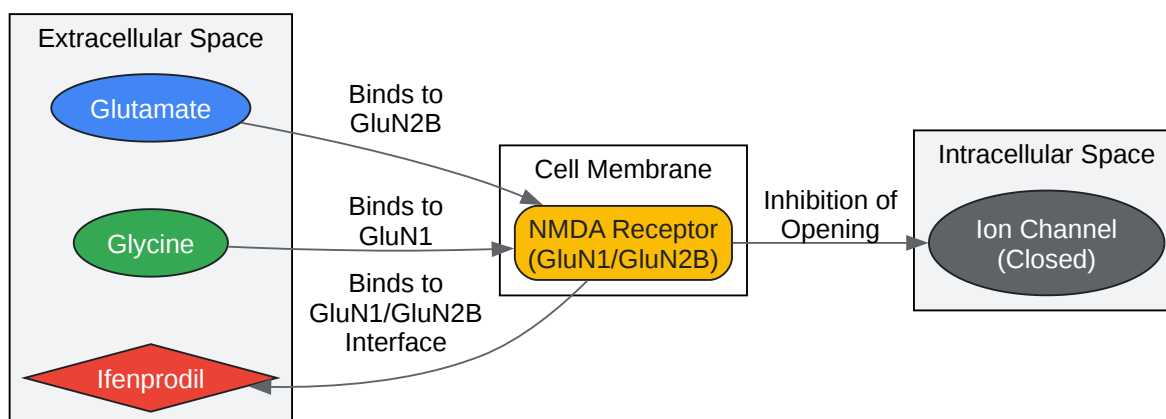 Extracellular Space
Glutamate
Glycine
Ifenprodil
Binds to
GluN2B
Binds to
GluN1
Binds to
GluN1/GluN2B
Interface
Cell Membrane
NMDA Receptor
(GluN1/GluN2B)
Inhibition of
Opening
Intracellular Space
Ion Channel
(Closed)